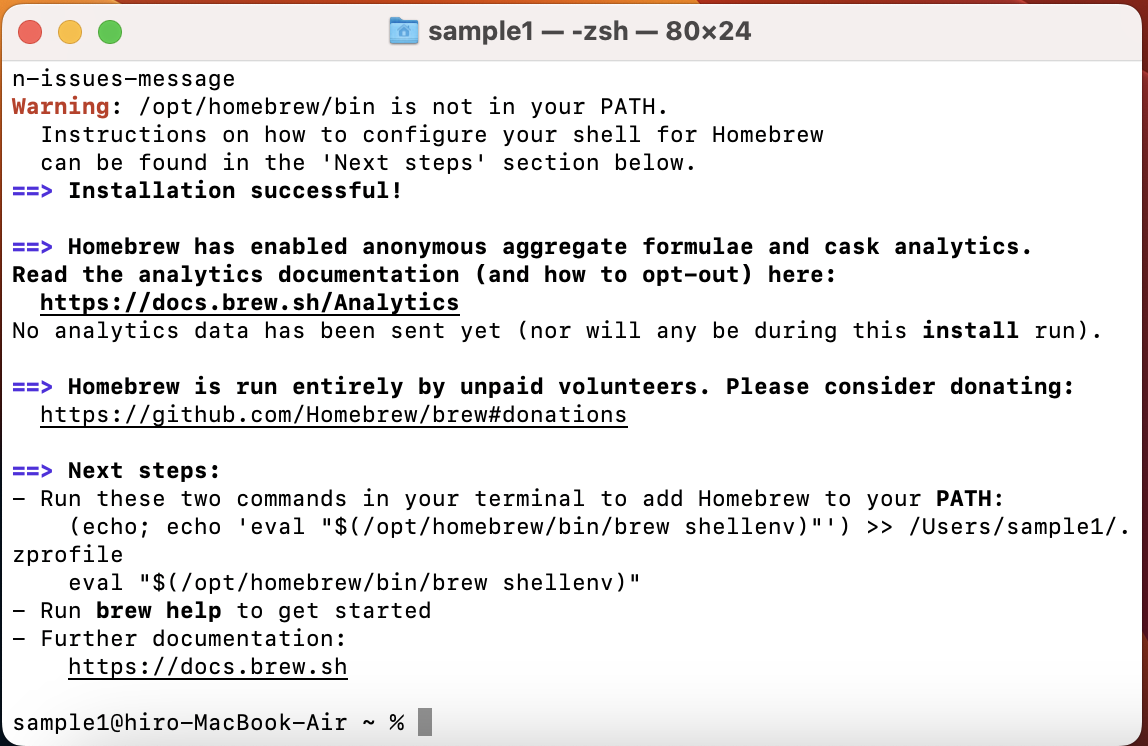 sample1 — -zsh — 80×24
n-issues-message
Warning: /opt/homebrew/bin is not in your PATH.
  Instructions on how to configure your shell for Homebrew
  can be found in the 'Next steps' section below.
==> Installation successful!

==> Homebrew has enabled anonymous aggregate formulae and cask analytics.
Read the analytics documentation (and how to opt-out) here:
  https://docs.brew.sh/Analytics
No analytics data has been sent yet (nor will any be during this install run).

==> Homebrew is run entirely by unpaid volunteers. Please consider donating:
  https://github.com/Homebrew/brew#donations

==> Next steps:
- Run these two commands in your terminal to add Homebrew to your PATH:
    (echo; echo 'eval "$(/opt/homebrew/bin/brew shellenv)"') >> /Users/sample1/.
zprofile
    eval "$(/opt/homebrew/bin/brew shellenv)"
- Run brew help to get started
- Further documentation:
    https://docs.brew.sh

sample1@hiro-MacBook-Air ~ %